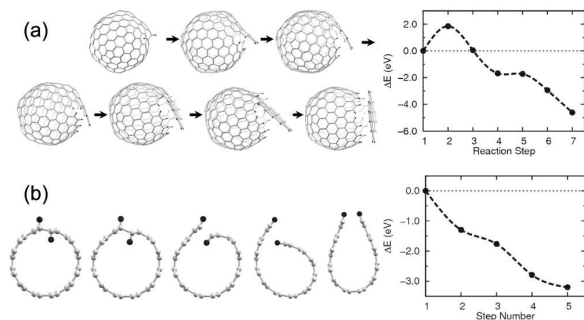 (a)
ΔE (eV)
2.0
0.0
-2.0
-4.0
-6.0
1 2 3 4 5 6 7
Reaction Step
(b)
ΔE (eV)
0.0
-1.0
-2.0
-3.0
1 2 3 4 5
Step Number